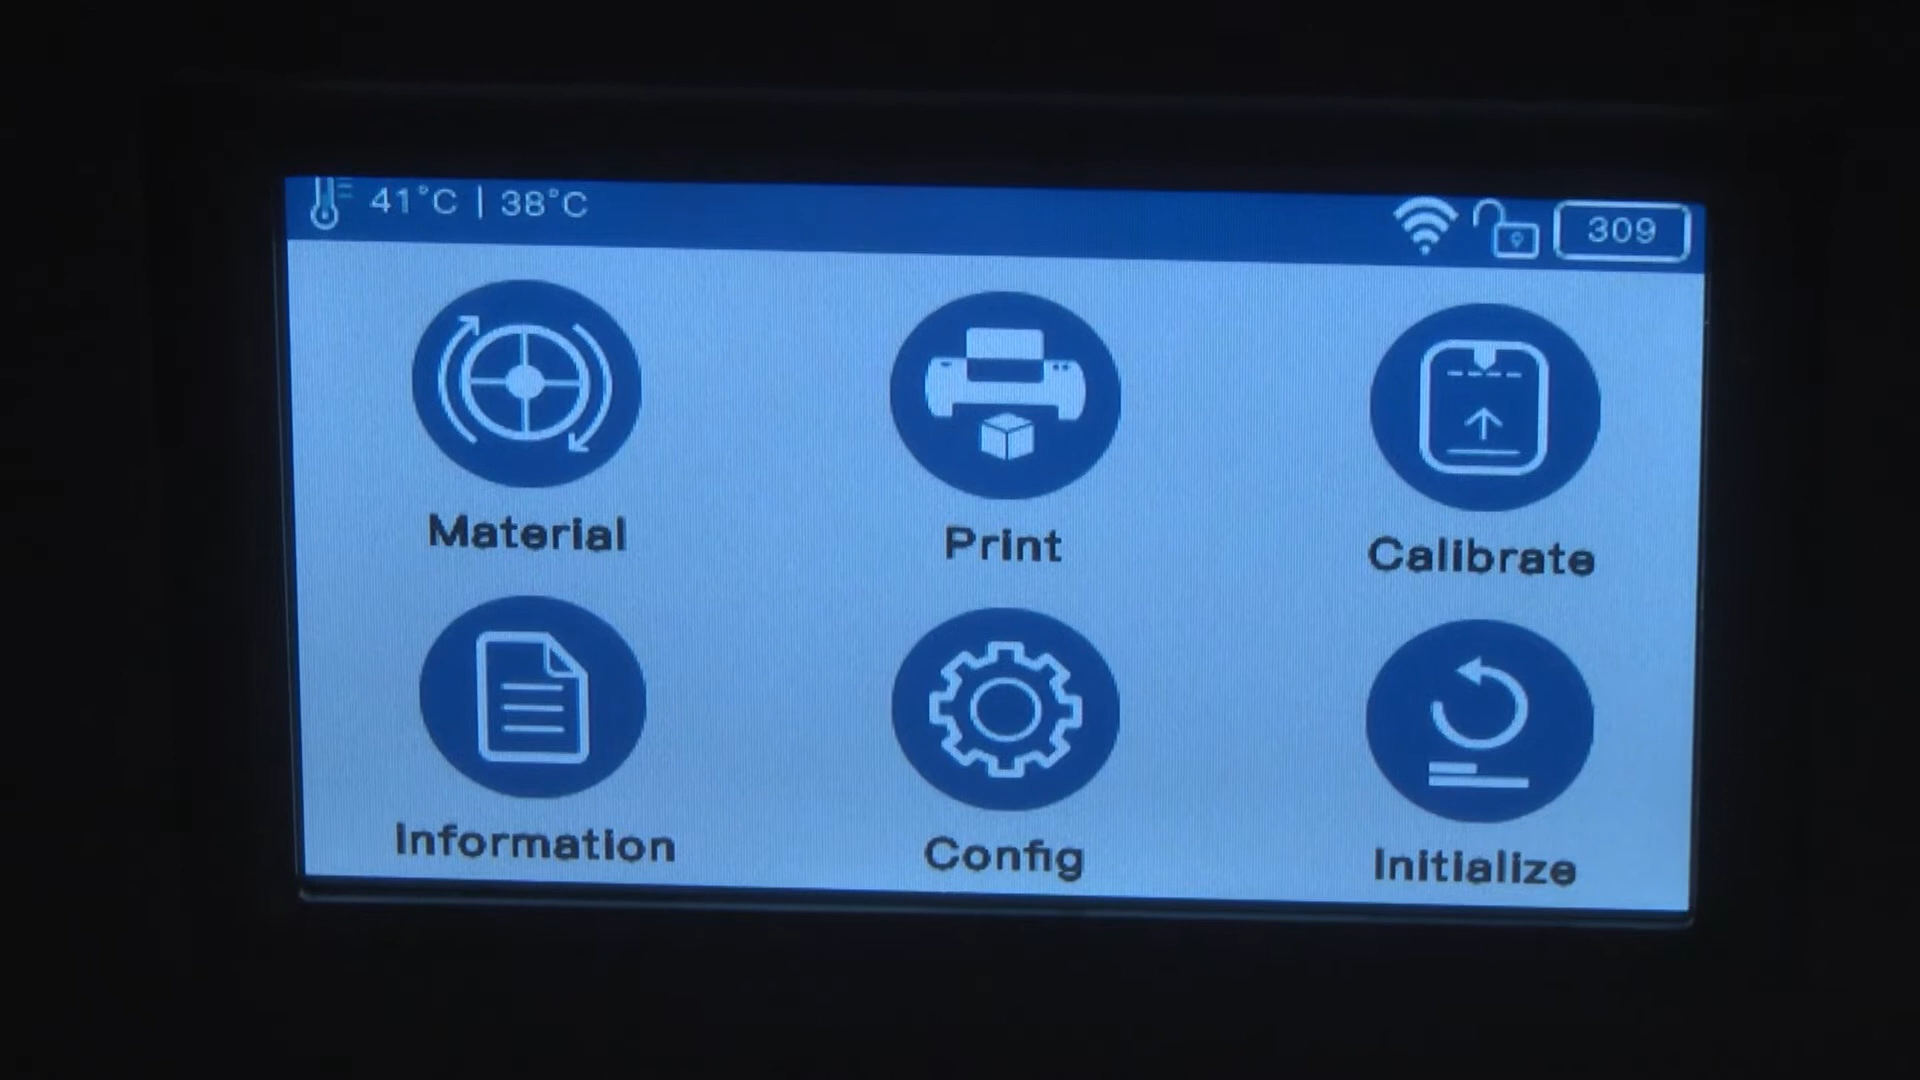 41°C | 38°C
309
Material
Print
Calibrate
Information
Config
Initialize